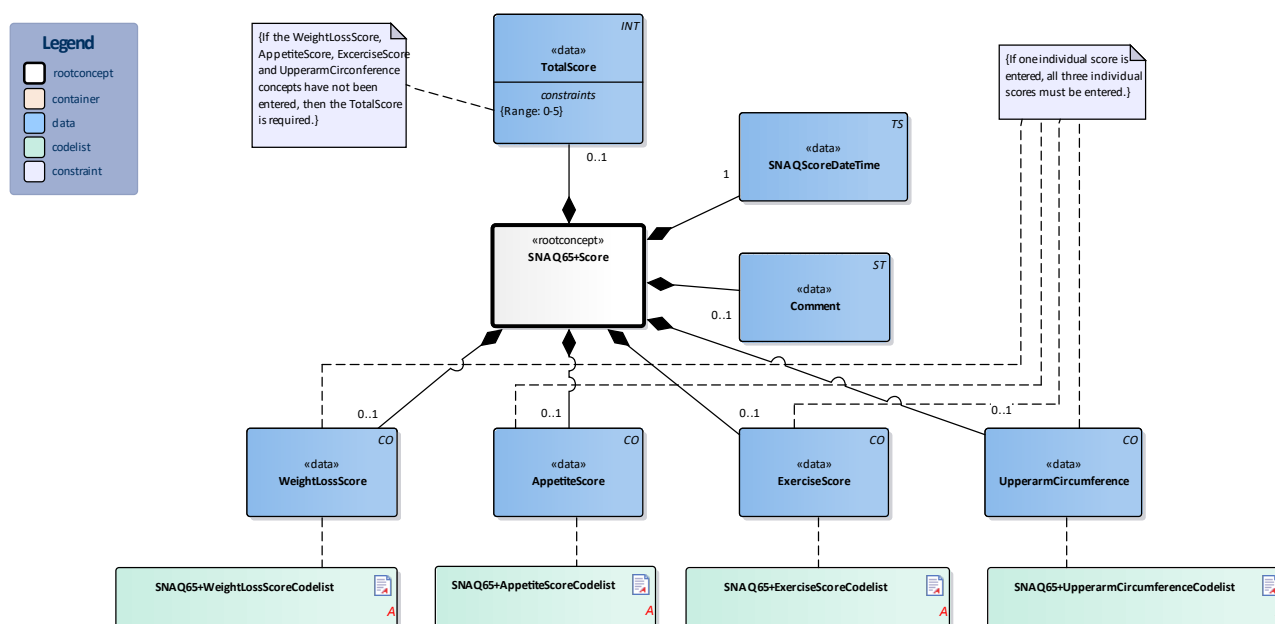 Legend
rootconcept
container
data
codelist
constraint
{If the WeightLossScore,
AppetiteScore, ExcerciseScore
and UpperarmCirconference
concepts have not been
entered, then the TotalScore
is required.}
INT
«data»
TotalScore
constraints
{Range: 0-5}
{If one individual score is
entered, all three individual
scores must be entered.}
0..1
TS
«data»
SNAQScoreDateTime
1
«rootconcept»
SNAQ65+Score
ST
«data»
Comment
0..1
0..1
0..1
0..1
0..1
CO
«data»
WeightLossScore
CO
«data»
AppetiteScore
CO
«data»
ExerciseScore
CO
«data»
UpperarmCircumference
SNAQ65+WeightLossScoreCodelist
A
SNAQ65+AppetiteScoreCodelist
A
SNAQ65+ExerciseScoreCodelist
A
SNAQ65+UpperarmCircumferenceCodelist